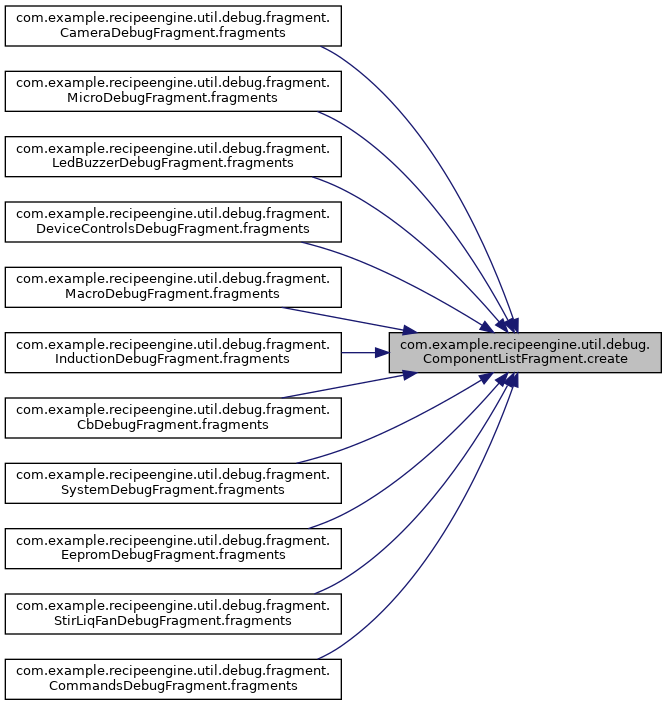 com.example.recipeengine.util.debug.fragment.
CameraDebugFragment.fragments
com.example.recipeengine.util.debug.fragment.
MicroDebugFragment.fragments
com.example.recipeengine.util.debug.fragment.
LedBuzzerDebugFragment.fragments
com.example.recipeengine.util.debug.fragment.
DeviceControlsDebugFragment.fragments
com.example.recipeengine.util.debug.fragment.
MacroDebugFragment.fragments
com.example.recipeengine.util.debug.fragment.
InductionDebugFragment.fragments
com.example.recipeengine.util.debug.
ComponentListFragment.create
com.example.recipeengine.util.debug.fragment.
CbDebugFragment.fragments
com.example.recipeengine.util.debug.fragment.
SystemDebugFragment.fragments
com.example.recipeengine.util.debug.fragment.
EepromDebugFragment.fragments
com.example.recipeengine.util.debug.fragment.
StirLiqFanDebugFragment.fragments
com.example.recipeengine.util.debug.fragment.
CommandsDebugFragment.fragments